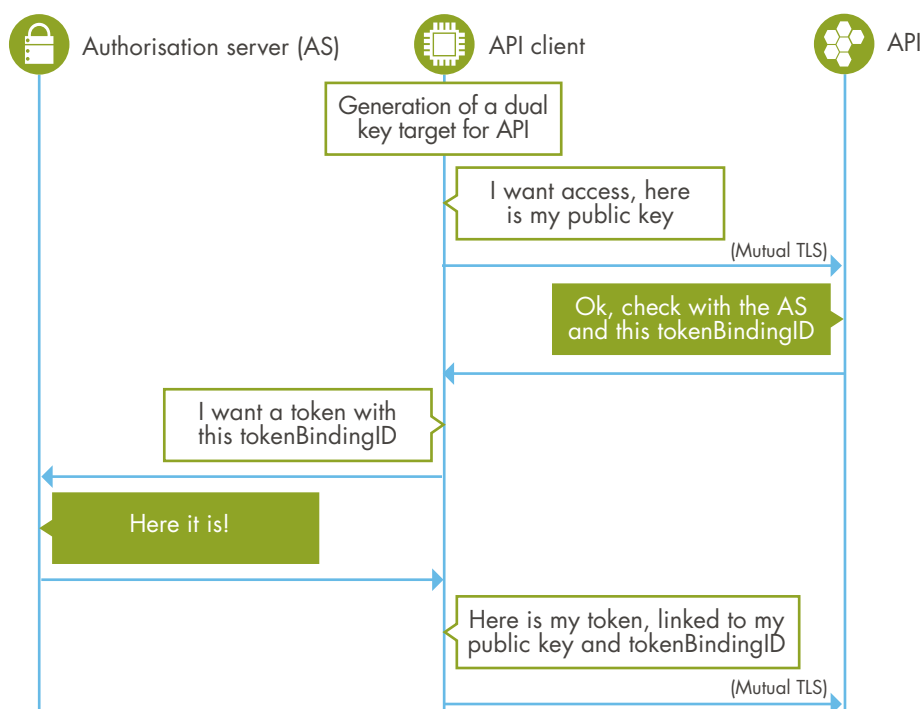 Authorisation server (AS)
API client
API
Generation of a dual
key target for API
I want access, here
is my public key
(Mutual TLS)
Ok, check with the AS
and this tokenBindingID
I want a token with
this tokenBindingID
Here it is!
Here is my token, linked to my
public key and tokenBindingID
(Mutual TLS)